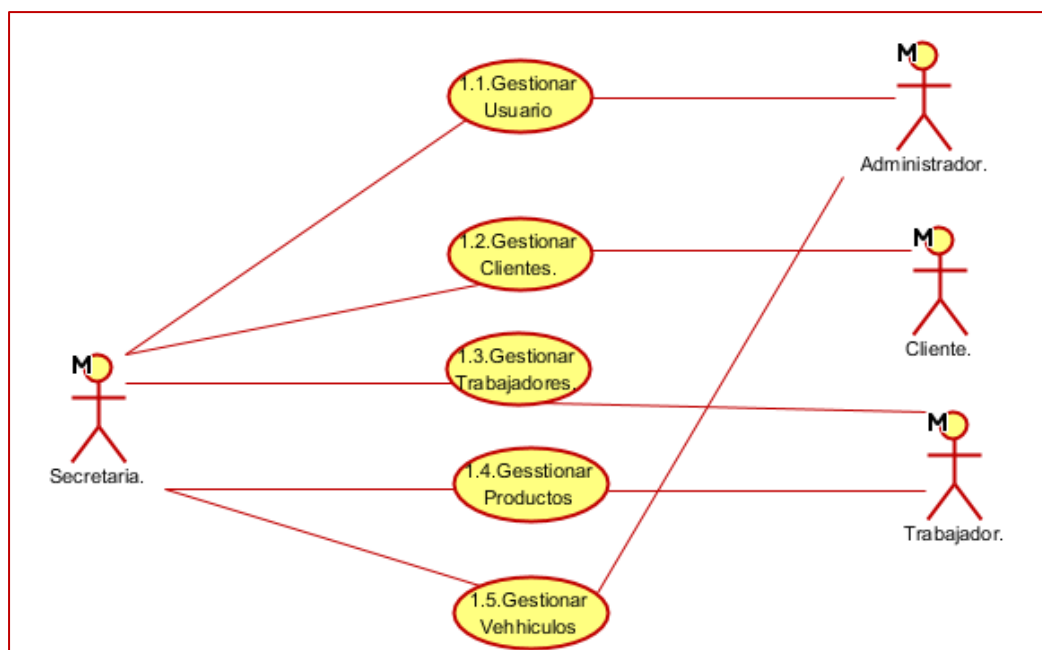 1.1.Gestionar
Usuario
M
Administrador.
1.2.Gestionar
Clientes.
M
Cliente.
M
Secretaria.
1.3.Gestionar
Trabajadores.
M
Trabajador.
1.4.Gesstionar
Productos
1.5.Gestionar
Vehhiculos